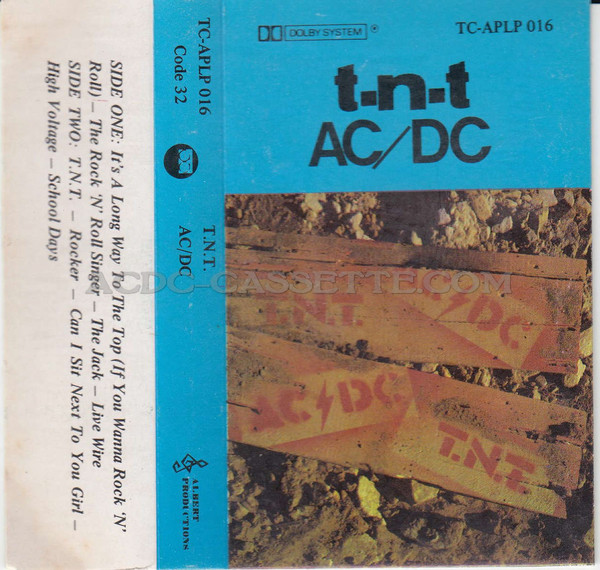 SIDE ONE: It's A Long Way To The Top (If You Wanna Rock 'N'
Roll) – The Rock 'N' Roll Singer – The Jack – Live Wire
SIDE TWO: T.N.T. – Rocker – Can I Sit Next To You Girl –
High Voltage – School Days
TC-APLP 016
Code 32
T.N.T.
AC/DC
ALBERT
PRODUCTIONS
DOLBY SYSTEM ®
TC-APLP 016
t.n.t
AC/DC
T.N.T.
AC/DC
AC/DC
T.N.T.
ACDC-CASSETTE.COM